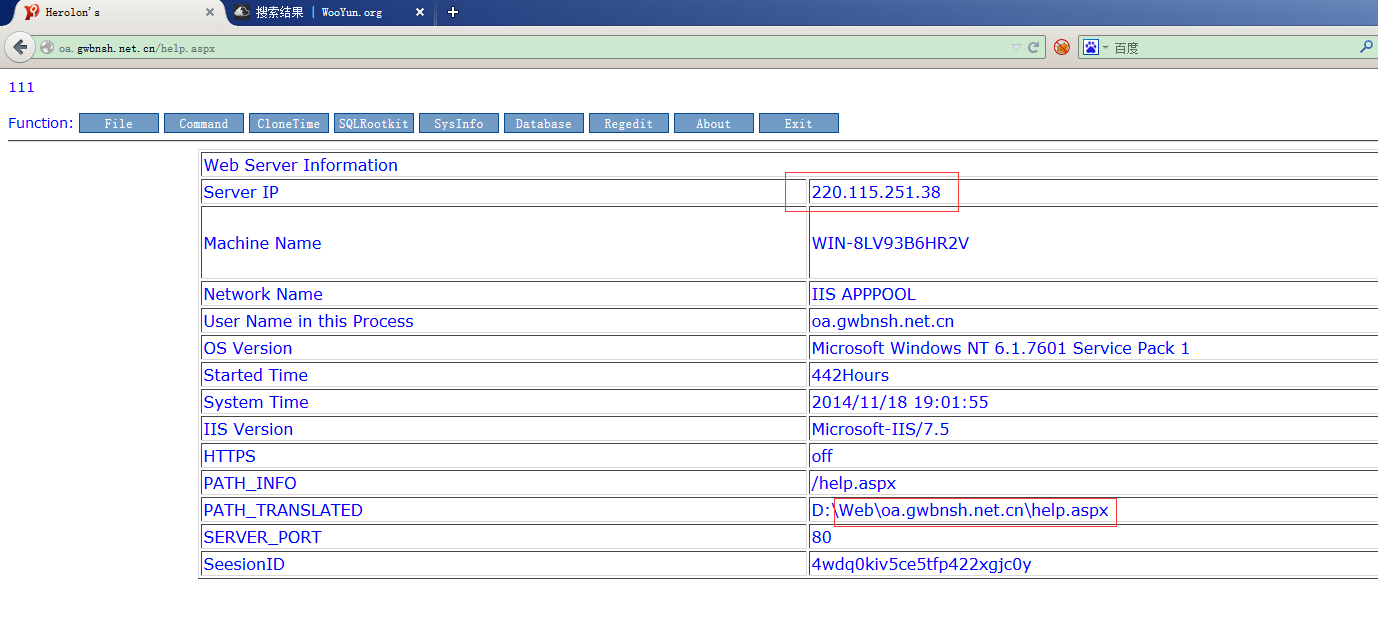 Herolon's
搜索结果 | WooYun.org
oa.gwbnsh.net.cn/help.aspx
百度
111
Function: File Command CloneTime SQLRootkit SysInfo Database Regedit About Exit
Web Server Information
Server IP 220.115.251.38
Machine Name WIN-8LV93B6HR2V
Network Name IIS APPPOOL
User Name in this Process oa.gwbnsh.net.cn
OS Version Microsoft Windows NT 6.1.7601 Service Pack 1
Started Time 442Hours
System Time 2014/11/18 19:01:55
IIS Version Microsoft-IIS/7.5
HTTPS off
PATH_INFO /help.aspx
PATH_TRANSLATED D:\Web\oa.gwbnsh.net.cn\help.aspx
SERVER_PORT 80
SeesionID 4wdq0kiv5ce5tfp422xgjc0y